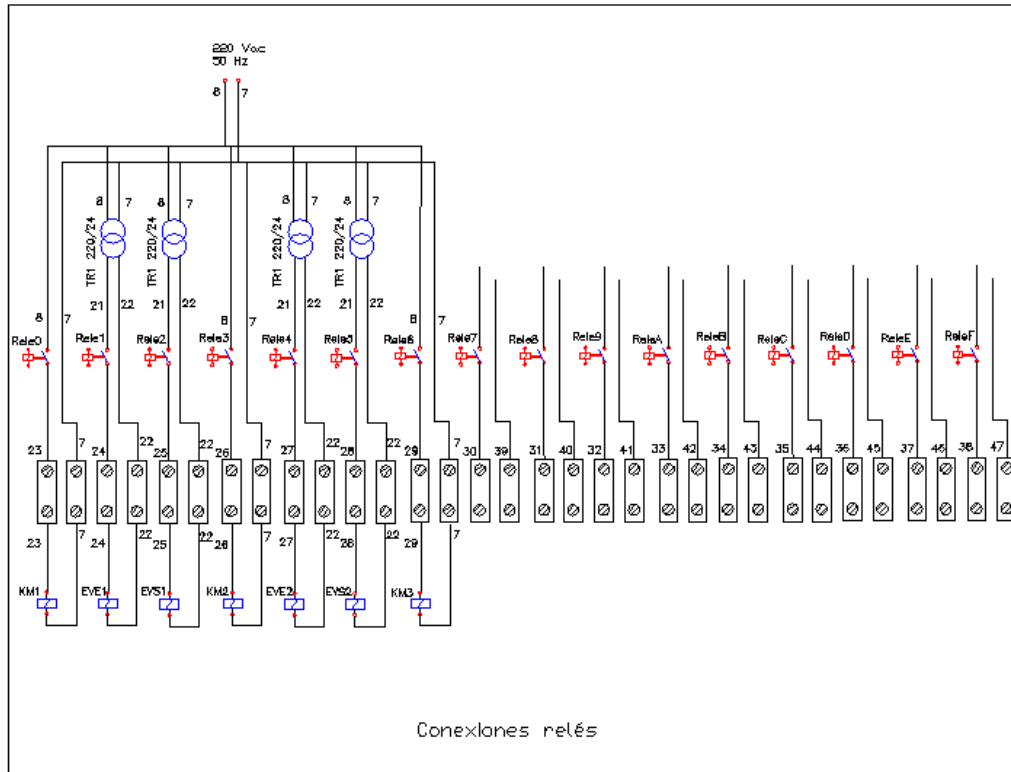 220 Vac
50 Hz
8 7
8 7 8 7 8 7 8 7
TR1 220/24 TR1 220/24 TR1 220/24 TR1 220/24
21 22 21 22 21 22 21 22
8 7 8 7 8 7
Rele0 Rele1 Rele2 Rele3 Rele4 Rele5 Rele6 Rele7 Rele8 Rele9 ReleA ReleB ReleC ReleD ReleE ReleF
23 7 24 22 25 22 26 7 27 22 28 22 29 7 30 39 31 40 32 41 33 42 34 43 35 44 36 45 37 46 38 47
23 7 24 22 25 22 26 7 27 22 28 22 29 7
KM1 EVE1 EVS1 KM2 EVE2 EVS2 KM3
Conexiones relés